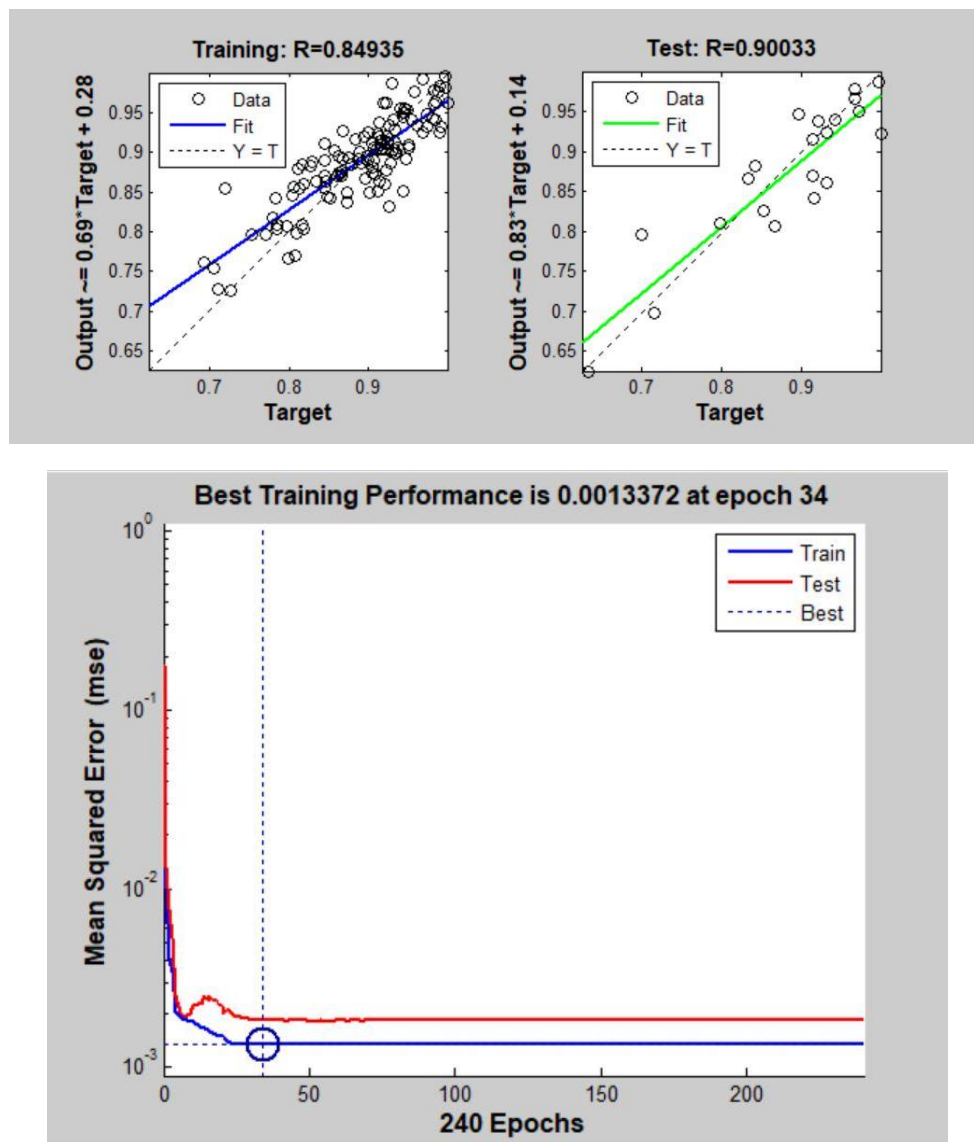 Training: R=0.84935
Output ~= 0.69*Target + 0.28
Data
Fit
Y = T
0.95
0.9
0.85
0.8
0.75
0.7
0.65
0.7 0.8 0.9
Target
Test: R=0.90033
Output ~= 0.83*Target + 0.14
Data
Fit
Y = T
0.95
0.9
0.85
0.8
0.75
0.7
0.65
0.7 0.8 0.9
Target
Best Training Performance is 0.0013372 at epoch 34
Mean Squared Error (mse)
10^0
10^-1
10^-2
10^-3
Train
Test
Best
0 50 100 150 200
240 Epochs